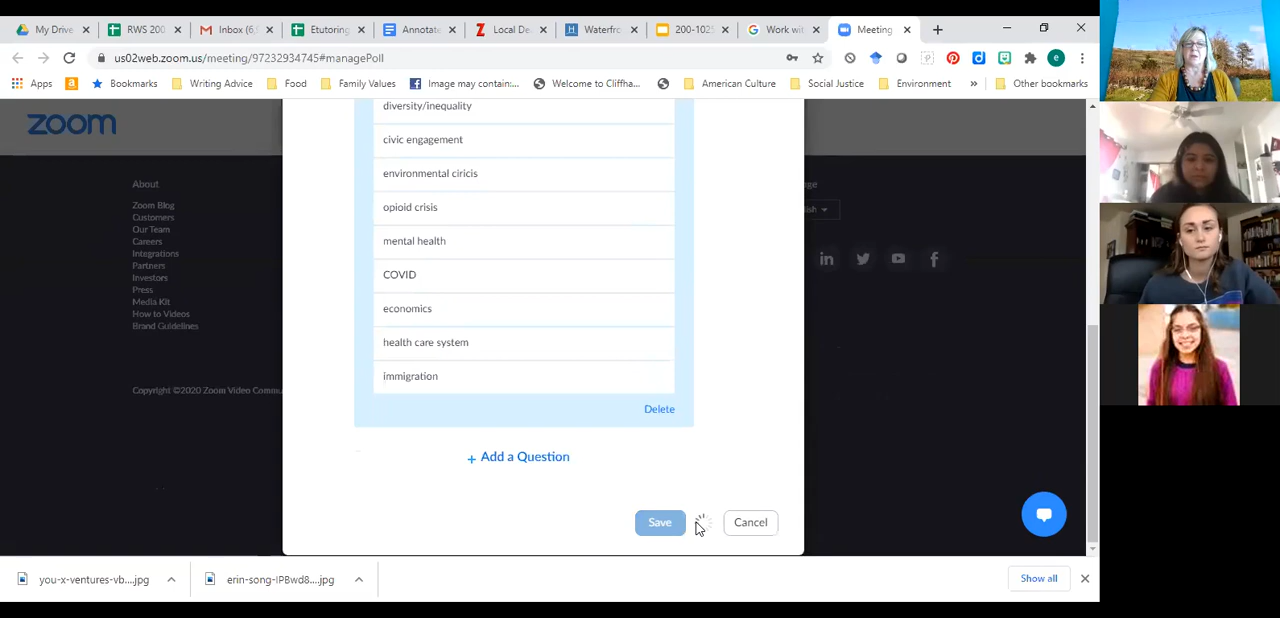 My Drive
RWS 200
Inbox (6,
Etutoring
Annotate
Local De
Waterfro
200-102
Work wit
Meeting
us02web.zoom.us/meeting/97232934745#managePoll
e
Apps
Bookmarks
Writing Advice
Food
Family Values
Image may contain:...
Welcome to Cliffha...
American Culture
Social Justice
Environment
»
Other bookmarks
zoom
About
Zoom Blog
Customers
Our Team
Careers
Integrations
Partners
Investors
Press
Media Kit
How to Videos
Brand Guidelines
Copyright ©2020 Zoom Video Commu
diversity/inequality
civic engagement
environmental ciricis
opioid crisis
mental health
COVID
economics
health care system
immigration
Delete
+ Add a Question
Save
Cancel
you-x-ventures-vb....jpg
erin-song-IPBwd8....jpg
Show all